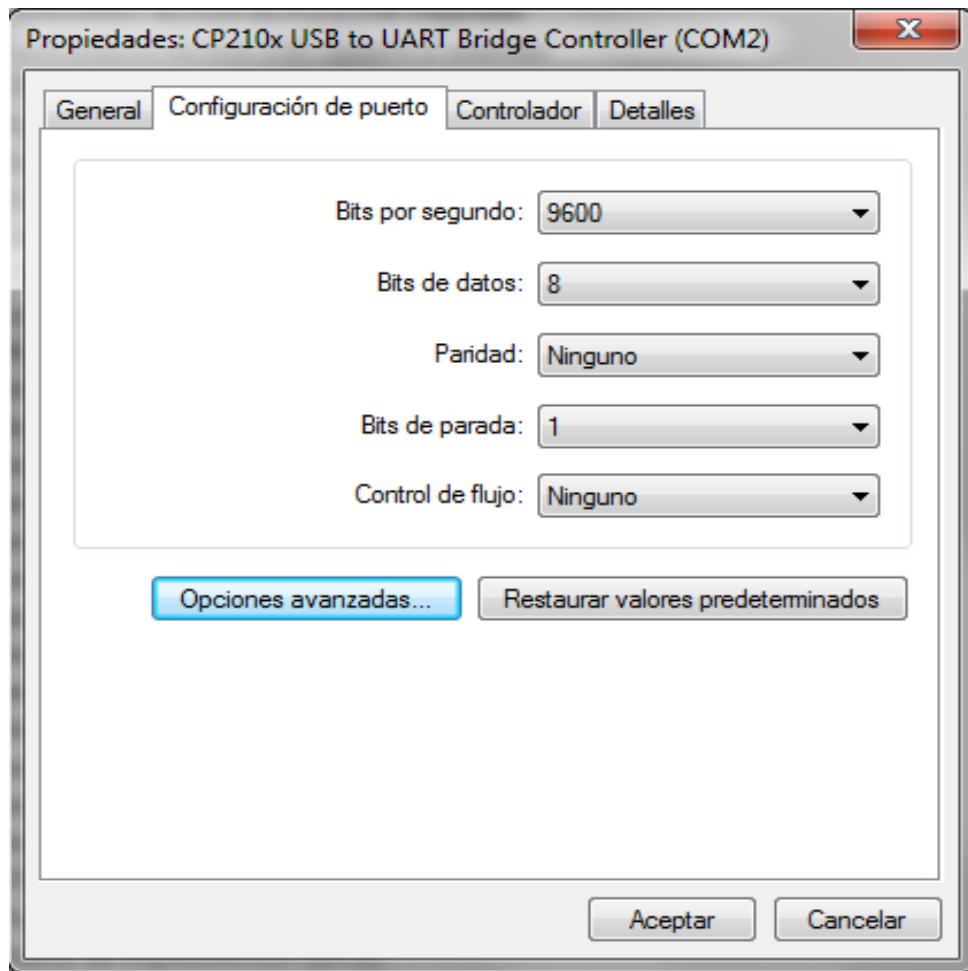 Propiedades: CP210x USB to UART Bridge Controller (COM2)
General Configuración de puerto Controlador Detalles
Bits por segundo: 9600
Bits de datos: 8
Paridad: Ninguno
Bits de parada: 1
Control de flujo: Ninguno
Opciones avanzadas... Restaurar valores predeterminados
Aceptar Cancelar